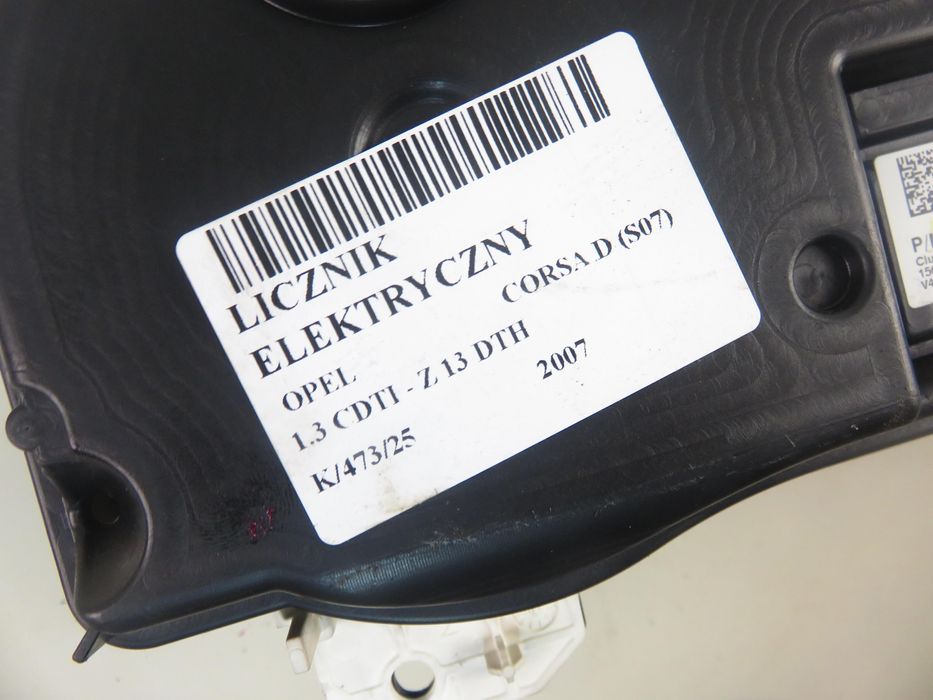 LICZNIK
ELEKTRYCZNY
OPEL
CORSA D (S07)
1.3 CDTI - Z 13 DTH
2007
K/473/25